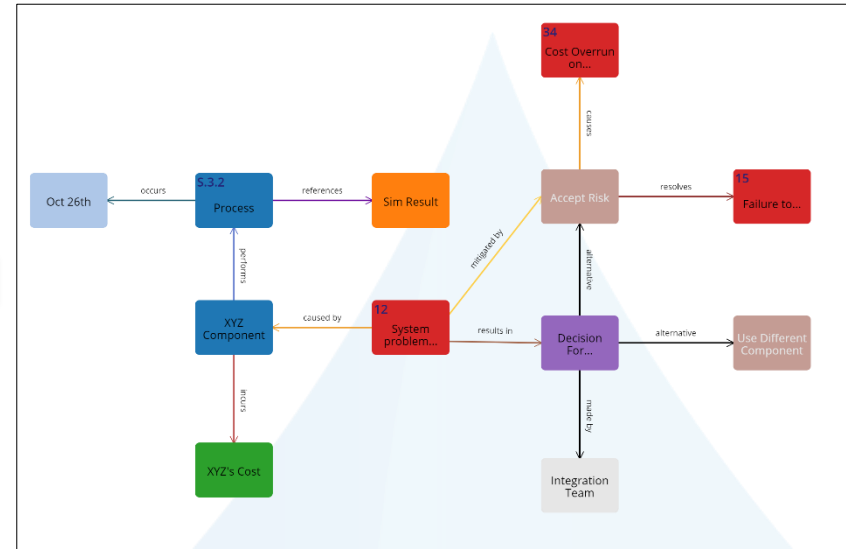 34
Cost Overrun
on...
causes
Oct 26th
occurs
S.3.2
Process
references
Sim Result
Accept Risk
resolves
15
Failure to...
performs
mitigated by
alternative
XYZ
Component
caused by
12
System
problem...
results in
Decision
For...
alternative
Use Different
Component
incurs
made by
XYZ's Cost
Integration
Team